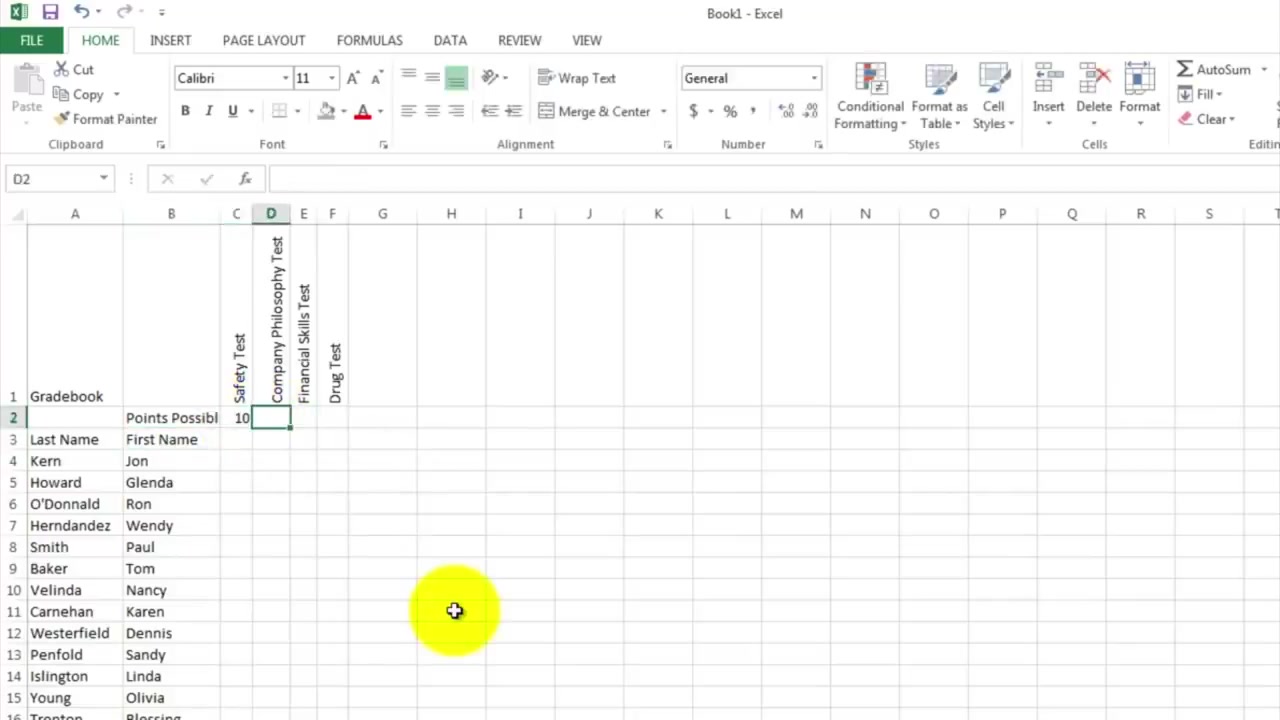 Book1 - Excel
FILE HOME INSERT PAGE LAYOUT FORMULAS DATA REVIEW VIEW
Paste
Cut
Copy
Format Painter
Clipboard
Calibri 11
B I U
Font
Wrap Text
Merge & Center
Alignment
General
$ % ,
Number
Conditional Formatting
Format as Table
Cell Styles
Styles
Insert
Delete
Format
Cells
AutoSum
Fill
Clear
D2
fx
A B C D E F G H I J K L M N O P Q R S
1 Gradebook Safety Test Company Philosophy Test Financial Skills Test Drug Test
2 Points Possibl 10
3 Last Name First Name
4 Kern Jon
5 Howard Glenda
6 O'Donnald Ron
7 Herndandez Wendy
8 Smith Paul
9 Baker Tom
10 Velinda Nancy
11 Carnehan Karen
12 Westerfield Dennis
13 Penfold Sandy
14 Islington Linda
15 Young Olivia